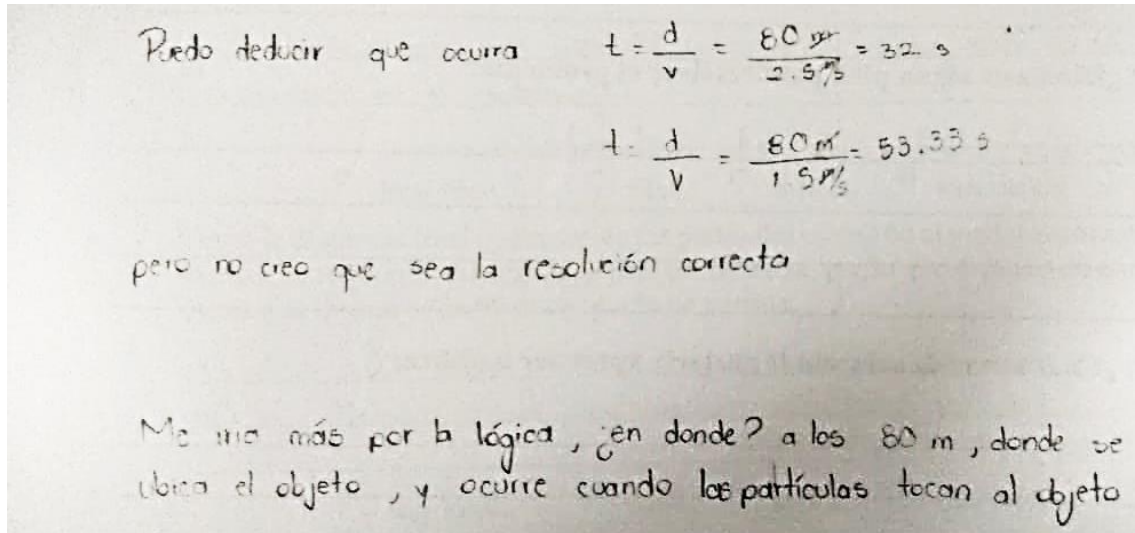 Puedo deducir que ocurra t = d/v = 80 m / 2.5 m/s = 32 s
t = d/v = 80 m / 1.5 m/s = 53.33 s
pero no creo que sea la resolución correcta
Me iría más por la lógica, ¿en donde? a los 80 m, donde se
ubica el objeto, y ocurre cuando las partículas tocan al objeto